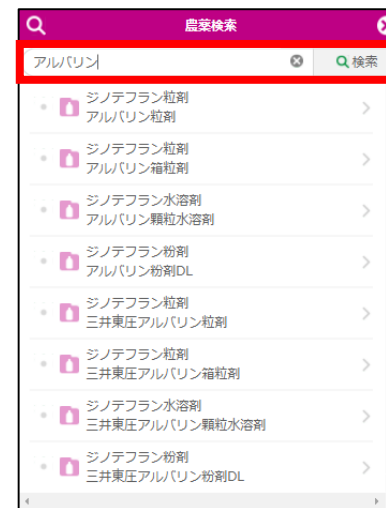 農薬検索
アルバリン 検索
ジノテフラン粒剤
アルバリン粒剤
ジノテフラン粒剤
アルバリン箱粒剤
ジノテフラン水溶剤
アルバリン顆粒水溶剤
ジノテフラン粉剤
アルバリン粉剤DL
ジノテフラン粒剤
三井東圧アルバリン粒剤
ジノテフラン粒剤
三井東圧アルバリン箱粒剤
ジノテフラン水溶剤
三井東圧アルバリン顆粒水溶剤
ジノテフラン粉剤
三井東圧アルバリン粉剤DL